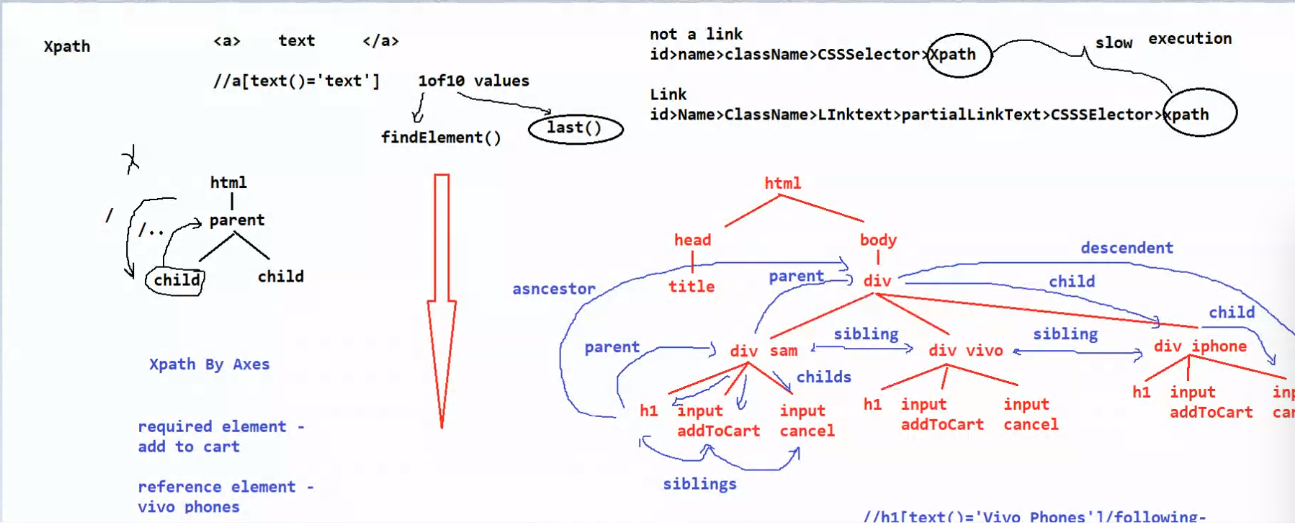 Xpath
<a> text </a>
//a[text()='text']
1of10 values
findElement()
last()
not a link
id>name>className>CSSSelector>Xpath
slow execution
Link
id>Name>ClassName>LInktext>partialLinkText>CSSSElector>xpath
html
/
/..
parent
child
child
html
head
body
title
div
asncestor
parent
descendent
child
child
parent
div sam
sibling
div vivo
sibling
div iphone
childs
h1 input input
addToCart cancel
h1 input input
addToCart cancel
h1 input
addToCart
siblings
Xpath By Axes
required element -
add to cart
reference element -
vivo phones
//h1[text()='Vivo Phones']/following-